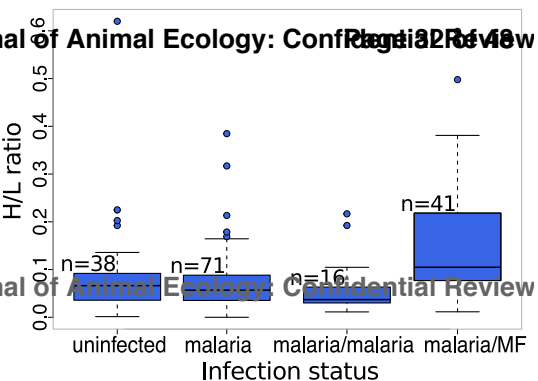 0.6
nal of Animal Ecology: Confidential Review
Page 32 of 48
0.5
0.4
0.3
0.2
0.1
0.0
H/L ratio
n=38
n=71
n=16
n=41
nal of Animal Ecology: Confidential Review
uninfected malaria malaria/malaria malaria/MF
Infection status